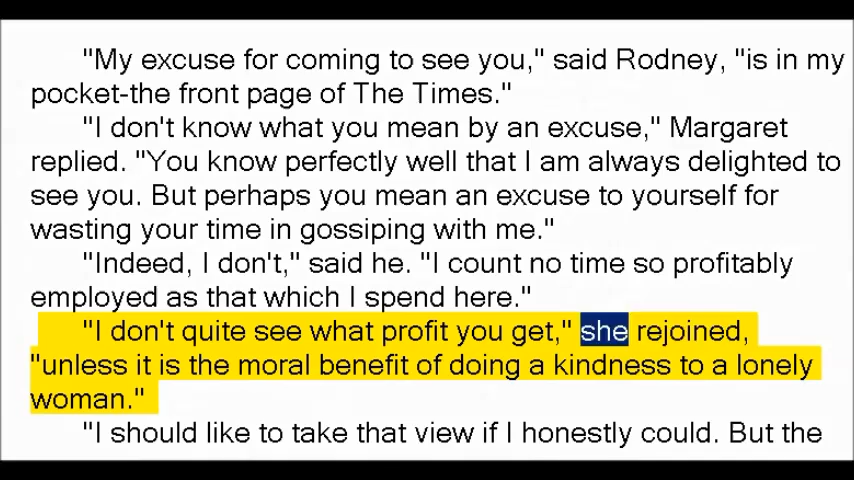 "My excuse for coming to see you," said Rodney, "is in my
pocket-the front page of The Times."
"I don't know what you mean by an excuse," Margaret
replied. "You know perfectly well that I am always delighted to
see you. But perhaps you mean an excuse to yourself for
wasting your time in gossiping with me."
"Indeed, I don't," said he. "I count no time so profitably
employed as that which I spend here."
"I don't quite see what profit you get," she rejoined,
"unless it is the moral benefit of doing a kindness to a lonely
woman."
"I should like to take that view if I honestly could. But the